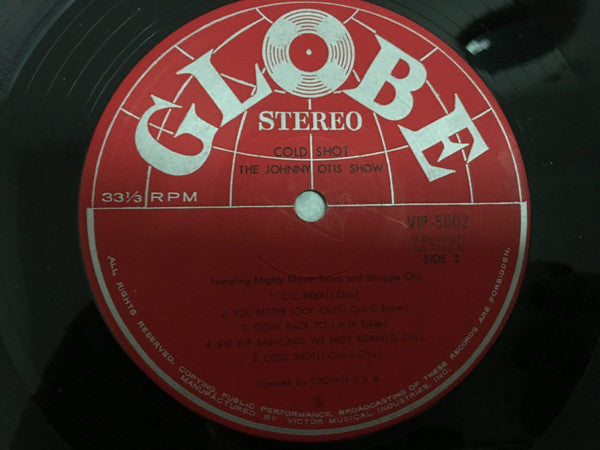 GLOBE
STEREO
COLD SHOT
THE JOHNNY OTIS SHOW
33⅓ RPM
VIP-5002
SIDE 2
Featuring Mighty Mouth Evans and Shuggie Otis
1. C. C. RIDER(J. Otis)
2. YOU BETTER LOOK OUT(J. Otis-D. Evans)
3. GOIN' BACK TO L.A.(R. Sykes)
4. BYE BYE BABY(UNTIL WE MEET AGAIN)(J. Otis)
5. COLD SHOT(J. Otis-S. Otis)
licensed by CROWN, U.S.A.
ALL RIGHTS RESERVED, COPYING, PUBLIC PERFORMANCE, BROADCASTING OF THESE RECORDS ARE FORBIDDEN.
MANUFACTURED BY VICTOR MUSICAL INDUSTRIES, INC.